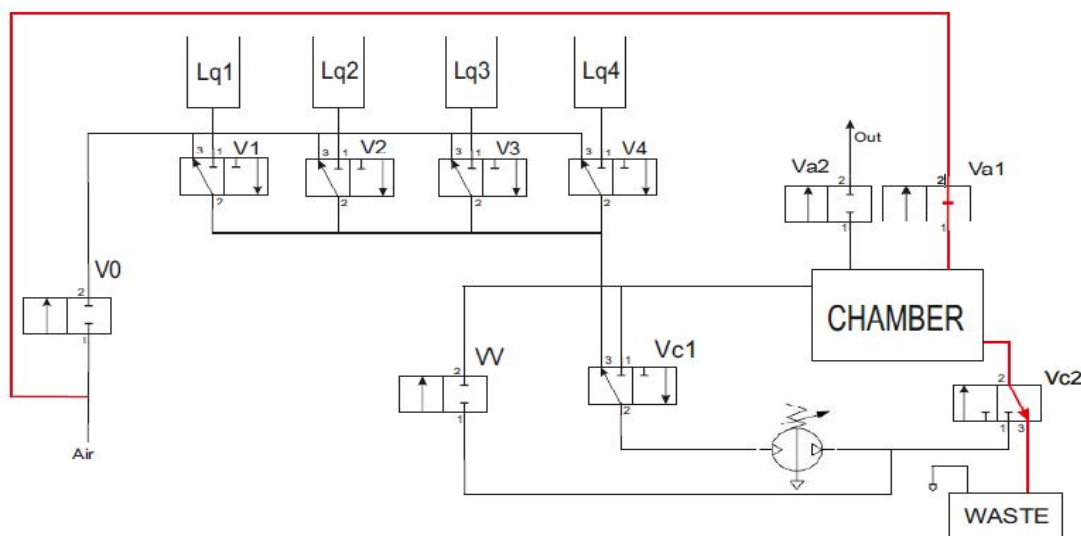 Lq1 Lq2 Lq3 Lq4
3 1 V1 3 1 V2 3 1 V3 3 1 V4
2 2 2 2
Out
Va2 2 2 Va1
1 1
V0
2
1
CHAMBER
VV 2 3 1 Vc1
1 2
2 Vc2
1 3
Air
WASTE